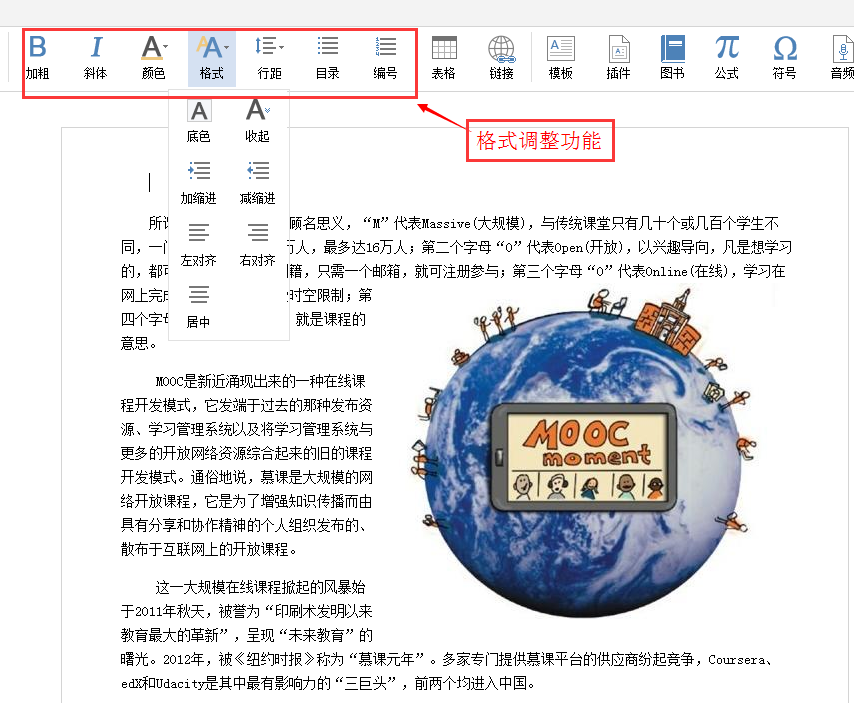 B I A A
加粗 斜体 颜色 格式 行距 目录 编号 表格 链接 模板 插件 图书 公式 符号 音频
A A
底色 收起
格式调整功能
加缩进 减缩进
左对齐 右对齐
居中
所 顾名思义，“M”代表Massive(大规模)，与传统课堂只有几十个或几百个学生不
同，一 万人，最多达16万人；第二个字母“O”代表Open(开放)，以兴趣导向，凡是想学习
的，都 籍，只需一个邮箱，就可注册参与；第三个字母“O”代表Online(在线)，学习在
网上完 时空限制；第
四个字 就是课程的
意思。
MOOC是新近涌现出来的一种在线课
程开发模式，它发端于过去的那种发布资
源、学习管理系统以及将学习管理系统与
更多的开放网络资源综合起来的旧的课程
开发模式。通俗地说，慕课是大规模的网
络开放课程，它是为了增强知识传播而由
具有分享和协作精神的个人组织发布的、
散布于互联网上的开放课程。
MOOC
moment
这一大规模在线课程掀起的风暴始
于2011年秋天，被誉为“印刷术发明以来
教育最大的革新”，呈现“未来教育”的
曙光。2012年，被《纽约时报》称为“慕课元年”。多家专门提供慕课平台的供应商纷起竞争，Coursera、
edX和Udacity是其中最有影响力的“三巨头”，前两个均进入中国。